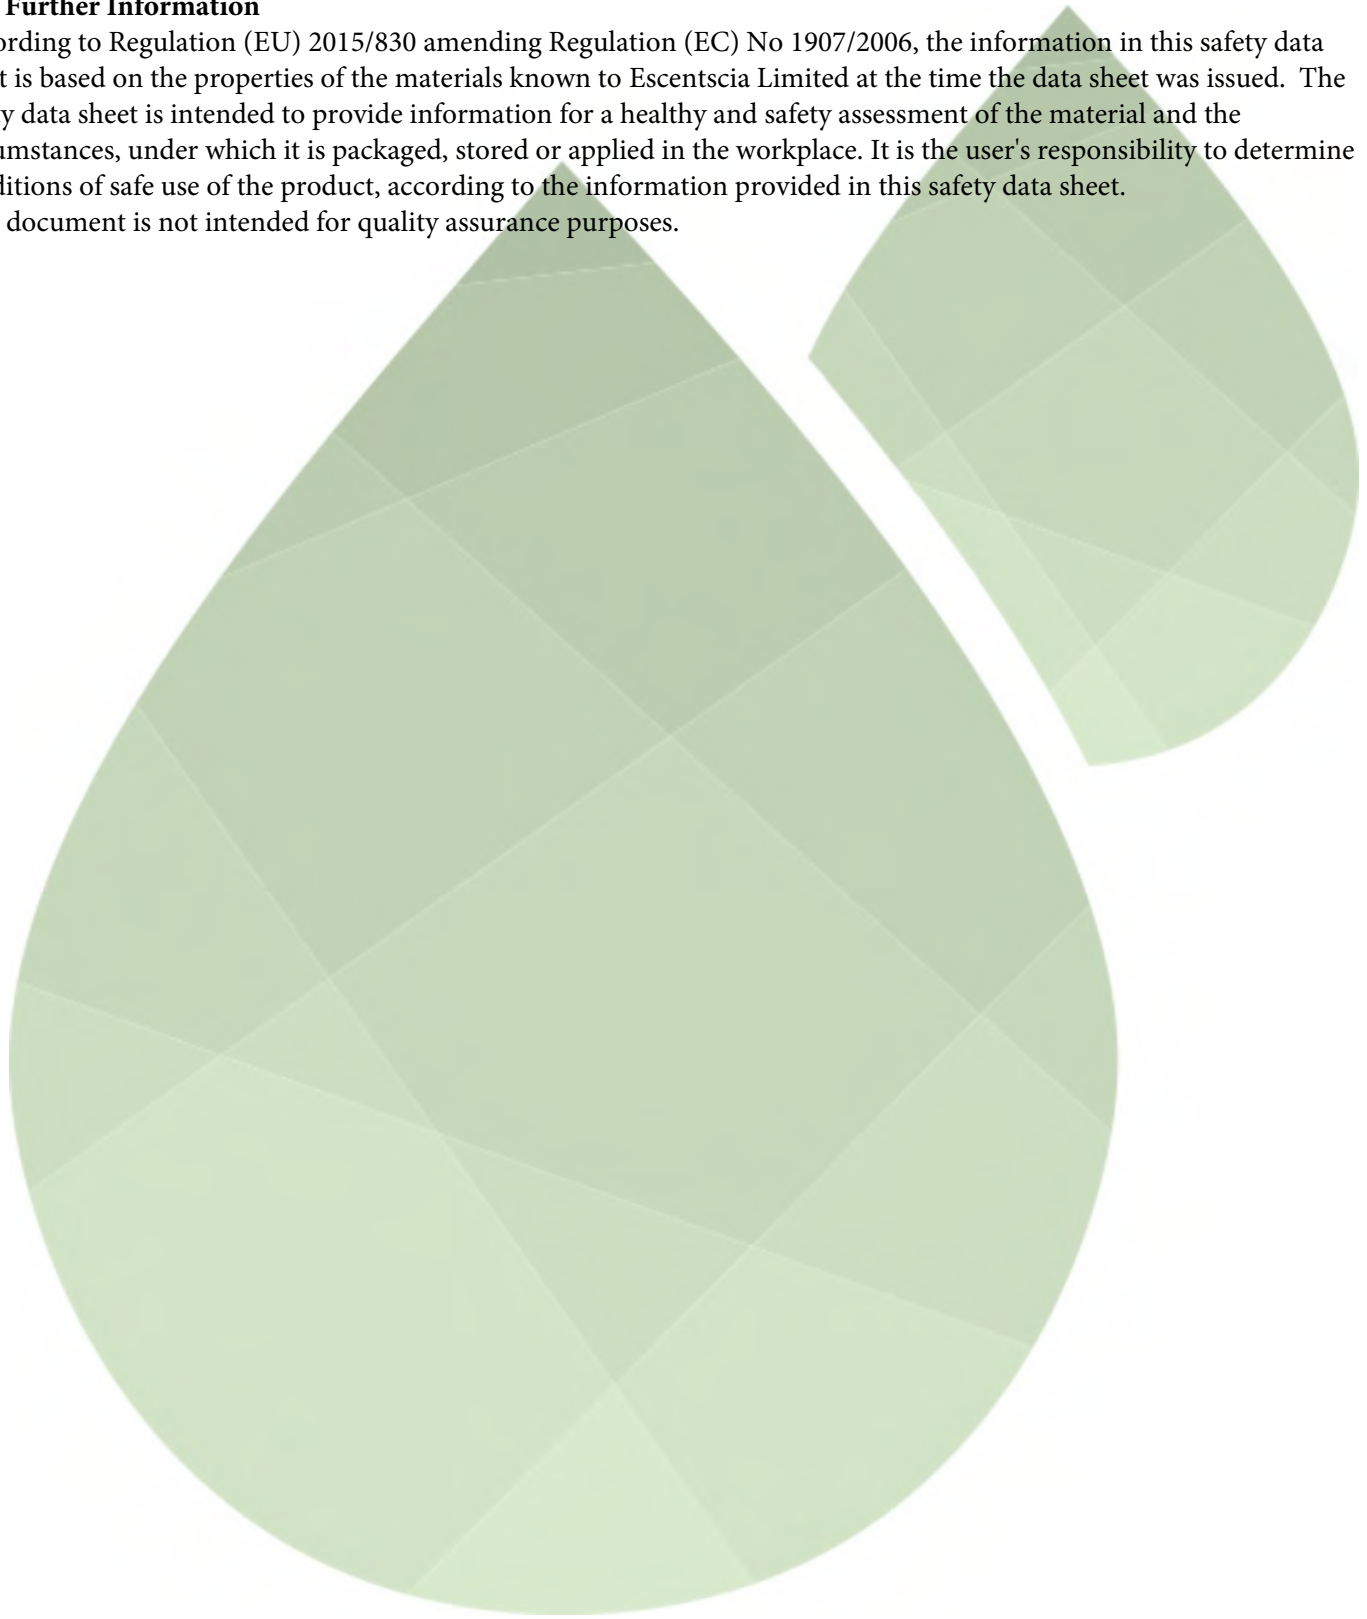 Further Information
ording to Regulation (EU) 2015/830 amending Regulation (EC) No 1907/2006, the information in this safety data
t is based on the properties of the materials known to Escentscia Limited at the time the data sheet was issued.  The
y data sheet is intended to provide information for a healthy and safety assessment of the material and the
umstances, under which it is packaged, stored or applied in the workplace. It is the user's responsibility to determine
ditions of safe use of the product, according to the information provided in this safety data sheet.
document is not intended for quality assurance purposes.